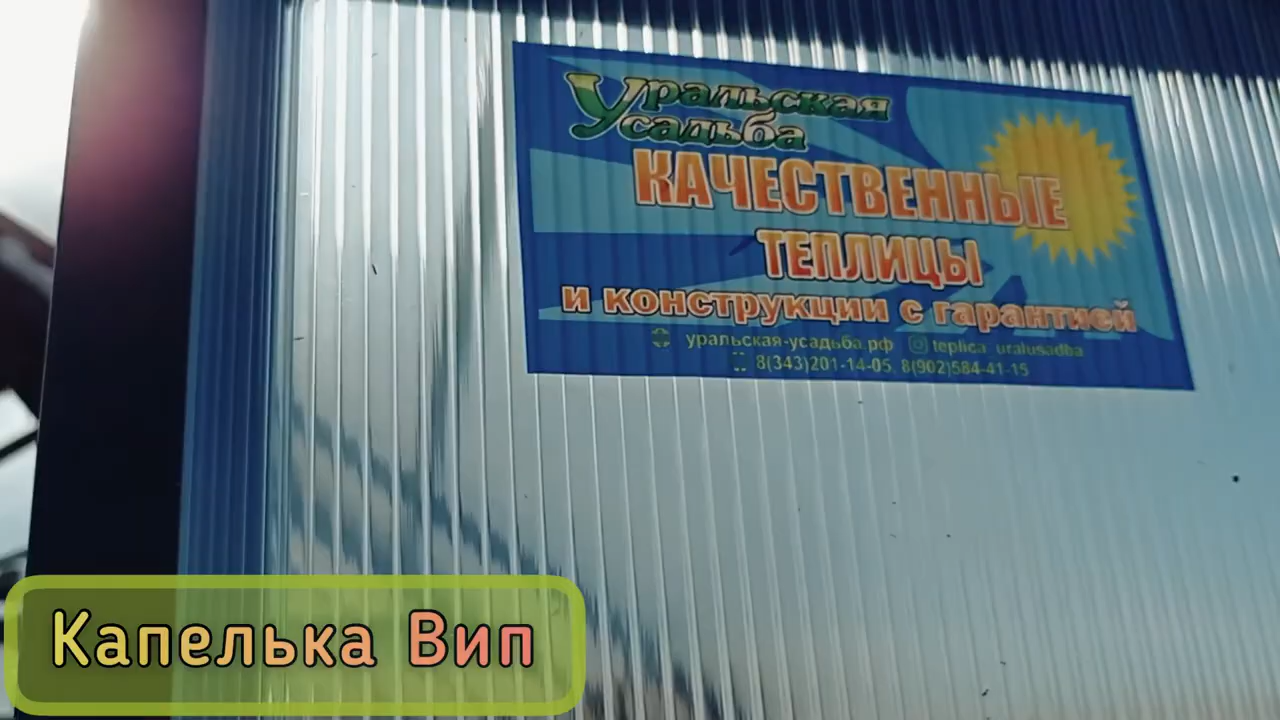 Уральская
Усадьба
КАЧЕСТВЕННЫЕ
ТЕПЛИЦЫ
и конструкции с гарантией
уральская-усадьба.рф teplica_uralusadba
8(343)201-14-05, 8(902)584-41-15
Капелька Вип